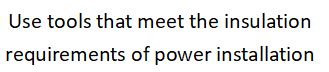 Use tools that meet the insulation
requirements of power installation